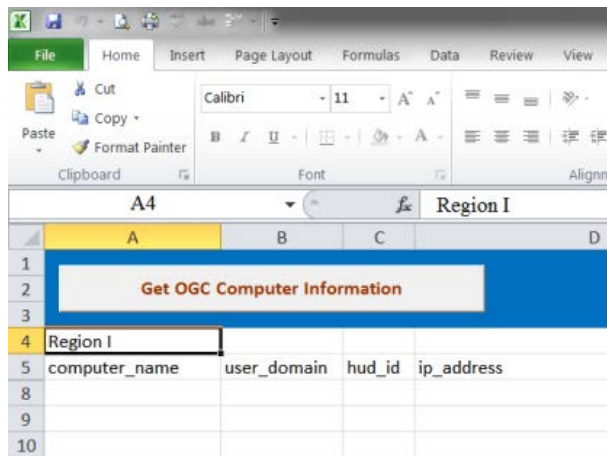 File Home Insert Page Layout Formulas Data Review View
Cut
Copy
Paste
Format Painter
Calibri 11 A A
B I U A
Clipboard Font
A4 fx Region I
A B C D
1
2 Get OGC Computer Information
3
4 Region I
5 computer_name user_domain hud_id ip_address
8
9
10